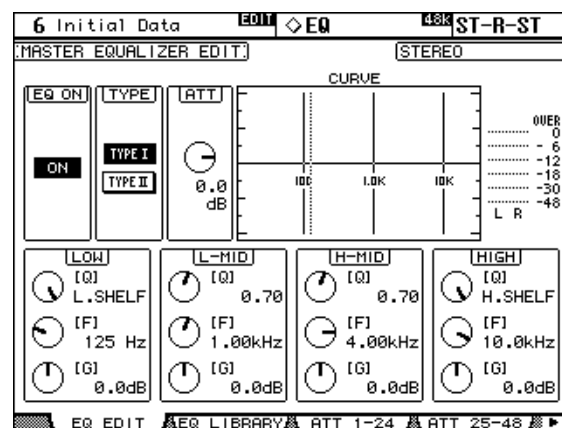 6 Initial Data EDIT ◇EQ 48K ST-R-ST
MASTER EQUALIZER EDIT STEREO
CURVE
EQ ON TYPE ATT
ON
TYPE I
TYPE II
0.0
dB
100 1.0K 10K
OVER
0
- 6
-12
-18
-30
-48
L R
LOW L-MID H-MID HIGH
[Q] [Q] [Q] [Q]
L.SHELF 0.70 0.70 H.SHELF
[F] [F] [F] [F]
125 Hz 1.00kHz 4.00kHz 10.0kHz
[G] [G] [G] [G]
0.0dB 0.0dB 0.0dB 0.0dB
EQ EDIT EQ LIBRARY ATT 1-24 ATT 25-48